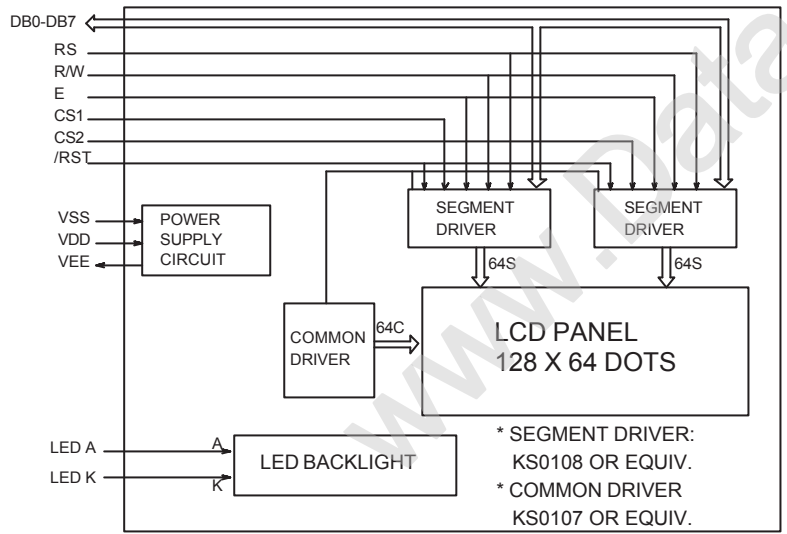 DB0-DB7
RS
R/W
E
CS1
CS2
/RST
SEGMENT
DRIVER
SEGMENT
DRIVER
VSS
VDD
VEE
POWER
SUPPLY
CIRCUIT
64S
64S
COMMON
DRIVER
64C
LCD PANEL
128 X 64 DOTS
LED A
LED K
A
K
LED BACKLIGHT
* SEGMENT DRIVER:
KS0108 OR EQUIV.
* COMMON DRIVER
KS0107 OR EQUIV.
www.Data